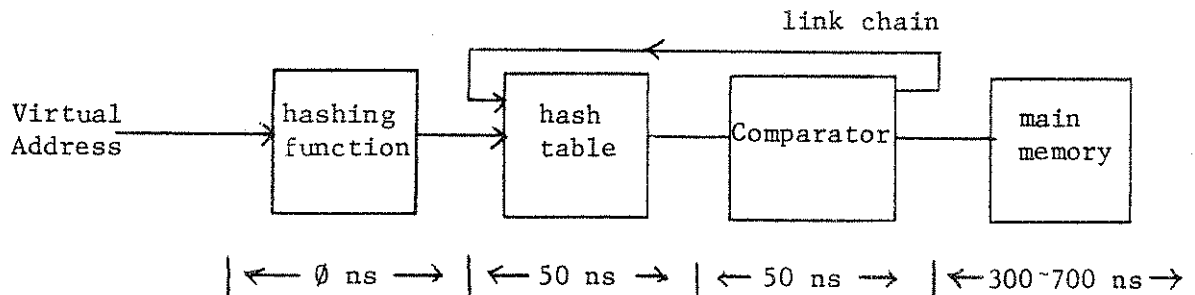 link chain
Virtual
Address
hashing
function
hash
table
Comparator
main
memory
Ø ns
50 ns
50 ns
300~700 ns